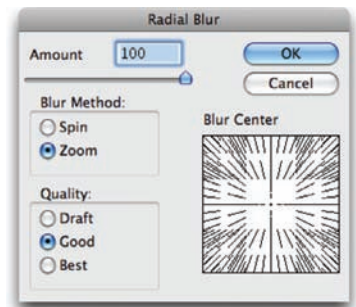 Radial Blur
Amount 100
OK
Cancel
Blur Method:
Spin
Zoom
Blur Center
Quality:
Draft
Good
Best